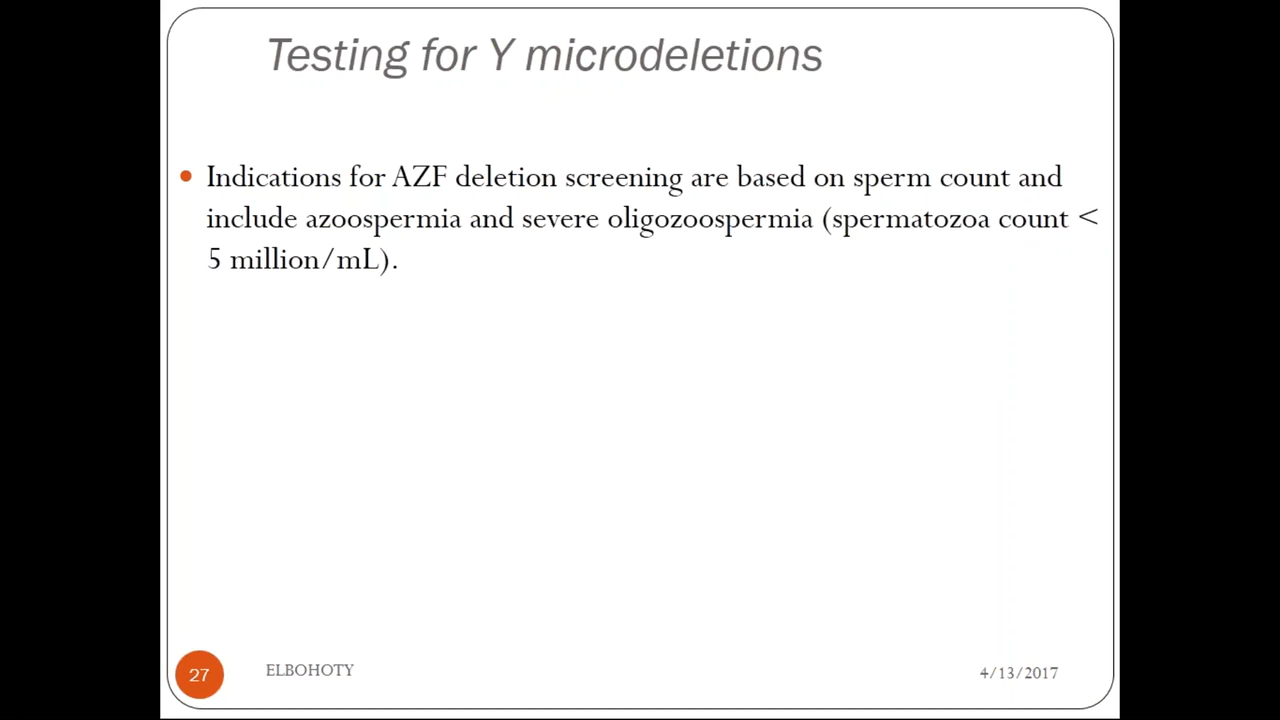 Testing for Y microdeletions
• Indications for AZF deletion screening are based on sperm count and
include azoospermia and severe oligozoospermia (spermatozoa count <
5 million/mL).
27
ELBOHOTY
4/13/2017